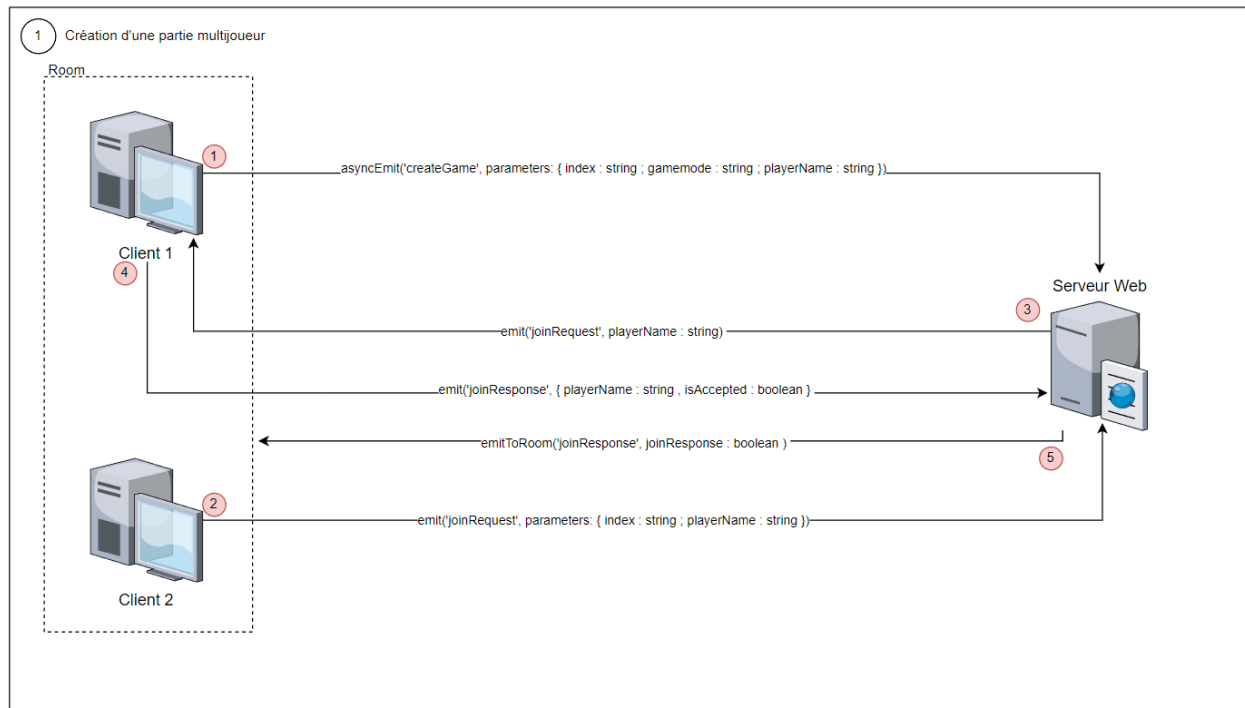 1
Création d'une partie multijoueur
Room
1
asyncEmit('createGame', parameters: { index : string ; gamemode : string ; playerName : string })
Client 1
4
Serveur Web
3
emit('joinRequest', playerName : string)
emit('joinResponse', { playerName : string , isAccepted : boolean }
emitToRoom('joinResponse', joinResponse : boolean )
5
2
emit('joinRequest', parameters: { index : string ; playerName : string })
Client 2